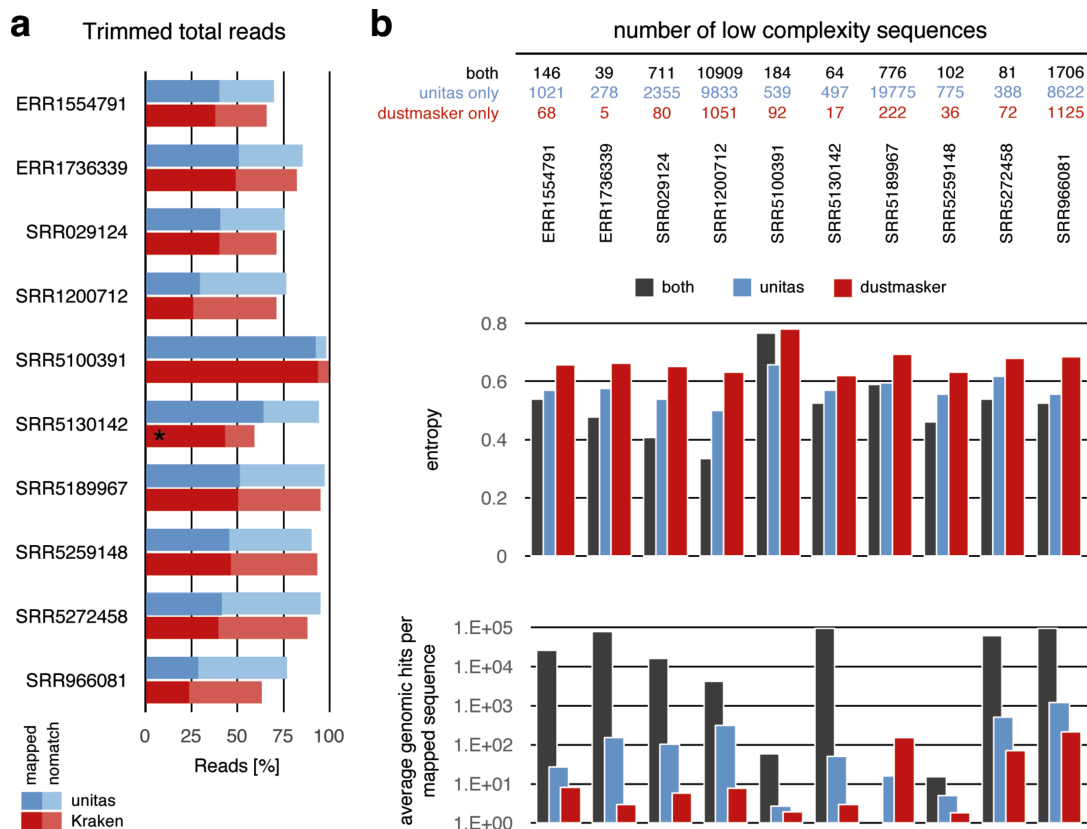 a
Trimmed total reads
ERR1554791
ERR1736339
SRR029124
SRR1200712
SRR5100391
SRR5130142
*
SRR5189967
SRR5259148
SRR5272458
SRR966081
0 25 50 75 100
Reads [%]
mapped
nomatch
unitas
Kraken
b
number of low complexity sequences
both 146 39 711 10909 184 64 776 102 81 1706
unitas only 1021 278 2355 9833 539 497 19775 775 388 8622
dustmasker only 68 5 80 1051 92 17 222 36 72 1125
ERR1554791
ERR1736339
SRR029124
SRR1200712
SRR5100391
SRR5130142
SRR5189967
SRR5259148
SRR5272458
SRR966081
both unitas dustmasker
entropy
0.8
0.6
0.4
0.2
0
average genomic hits per
mapped sequence
1.E+05
1.E+04
1.E+03
1.E+02
1.E+01
1.E+00